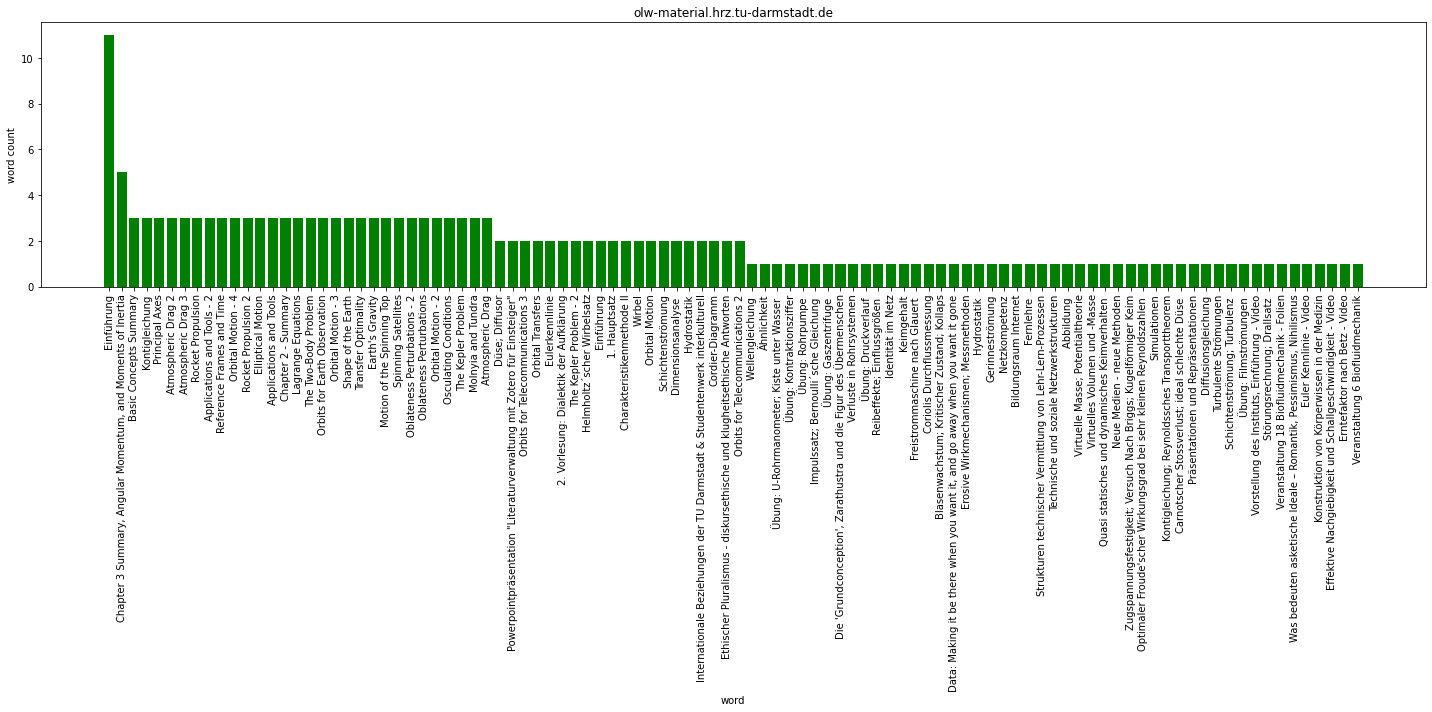 olw-material.hrz.tu-darmstadt.de
word count
10
8
6
4
2
0
Einführung
Chapter 3 Summary, Angular Momentum, and Moments of Inertia
Basic Concepts Summary
Kontigleichung
Principal Axes
Atmospheric Drag 2
Atmospheric Drag 3
Rocket Propulsion
Applications and Tools - 2
Reference Frames and Time
Orbital Motion - 4
Rocket Propulsion 2
Elliptical Motion
Applications and Tools
Chapter 2 - Summary
Lagrange Equations
The Two-Body Problem
Orbits for Earth Observation
Orbital Motion - 3
Shape of the Earth
Transfer Optimality
Earth's Gravity
Motion of the Spinning Top
Spinning Satellites
Oblateness Perturbations - 2
Oblateness Perturbations
Orbital Motion - 2
Osculating Conditions
The Kepler Problem
Molnyia and Tundra
Atmospheric Drag
Düse; Diffusor
Powerpointpräsentation "Literaturverwaltung mit Zotero für Einsteiger"
Orbits for Telecommunications 3
Orbital Transfers
Eulerkennlinie
2. Vorlesung: Dialektik der Aufklärung
The Kepler Problem - 2
Helmholtz´scher Wirbelsatz
Einführung
1. Hauptsatz
Charakteristikenmethode II
Wirbel
Orbital Motion
Schichtenströmung
Dimensionsanalyse
Hydrostatik
Internationale Beziehungen der TU Darmstadt & Studentenwerk interkulturell
Cordier-Diagramm
Ethischer Pluralismus - diskursethische und klugheitsethische Antworten
Orbits for Telecommunications 2
Wellengleichung
Ähnlichkeit
Übung: U-Rohrmanometer, Kiste unter Wasser
Übung: Kontraktionsziffer
Übung: Rohrpumpe
Impulssatz; Bernoulli´sche Gleichung
Übung: Gaszentrifuge
Die 'Grundconception', Zarathustra und die Figur des Übermenschen
Verluste in Rohrsystemen
Übung: Druckverlauf
Reibeffekte; Einflussgrößen
Identität im Netz
Keimgehalt
Freistrommaschine nach Glauert
Coriolis Durchflussmessung
Blasenwachstum; Kritischer Zustand; Kollaps
Data: Making it be there when you want it, and go away when you want it gone
Erosive Wirkmechanismen; Messmethoden
Hydrostatik
Gerinneströmung
Netzkompetenz
Bildungsraum Internet
Fernlehre
Strukturen technischer Vermittlung von Lehr-Lern-Prozessen
Technische und soziale Netzwerkstrukturen
Abbildung
Virtuelle Masse; Potentialtheorie
Virtuelles Volumen und -Masse
Quasi statisches und dynamisches Keimverhalten
Neue Medien - neue Methoden
Zugspannungsfestigkeit; Versuch Nach Briggs; Kugelförmiger Keim
Optimaler Froude'scher Wirkungsgrad bei sehr kleinen Reynoldszahlen
Simulationen
Kontigleichung; Reynoldssches Transporttheorem
Carnotscher Stossverlust; ideal schlechte Düse
Präsentationen und Repräsentationen
Diffusionsgleichung
Turbulente Strömungen
Schichtenströmung; Turbulenz
Übung: Filmströmungen
Vorstellung des Instituts, Einführung - Video
Störungsrechnung; Drallsatz
Veranstaltung 18 Biofluidmechanik - Folien
Was bedeuten asketische Ideale – Romantik, Pessimismus, Nihilismus
Euler Kennlinie - Video
Konstruktion von Körperwissen in der Medizin
Effektive Nachgiebigkeit und Schallgeschwindigkeit - Video
Erntefaktor nach Betz - Video
Veranstaltung 6 Biofluidmechanik
word